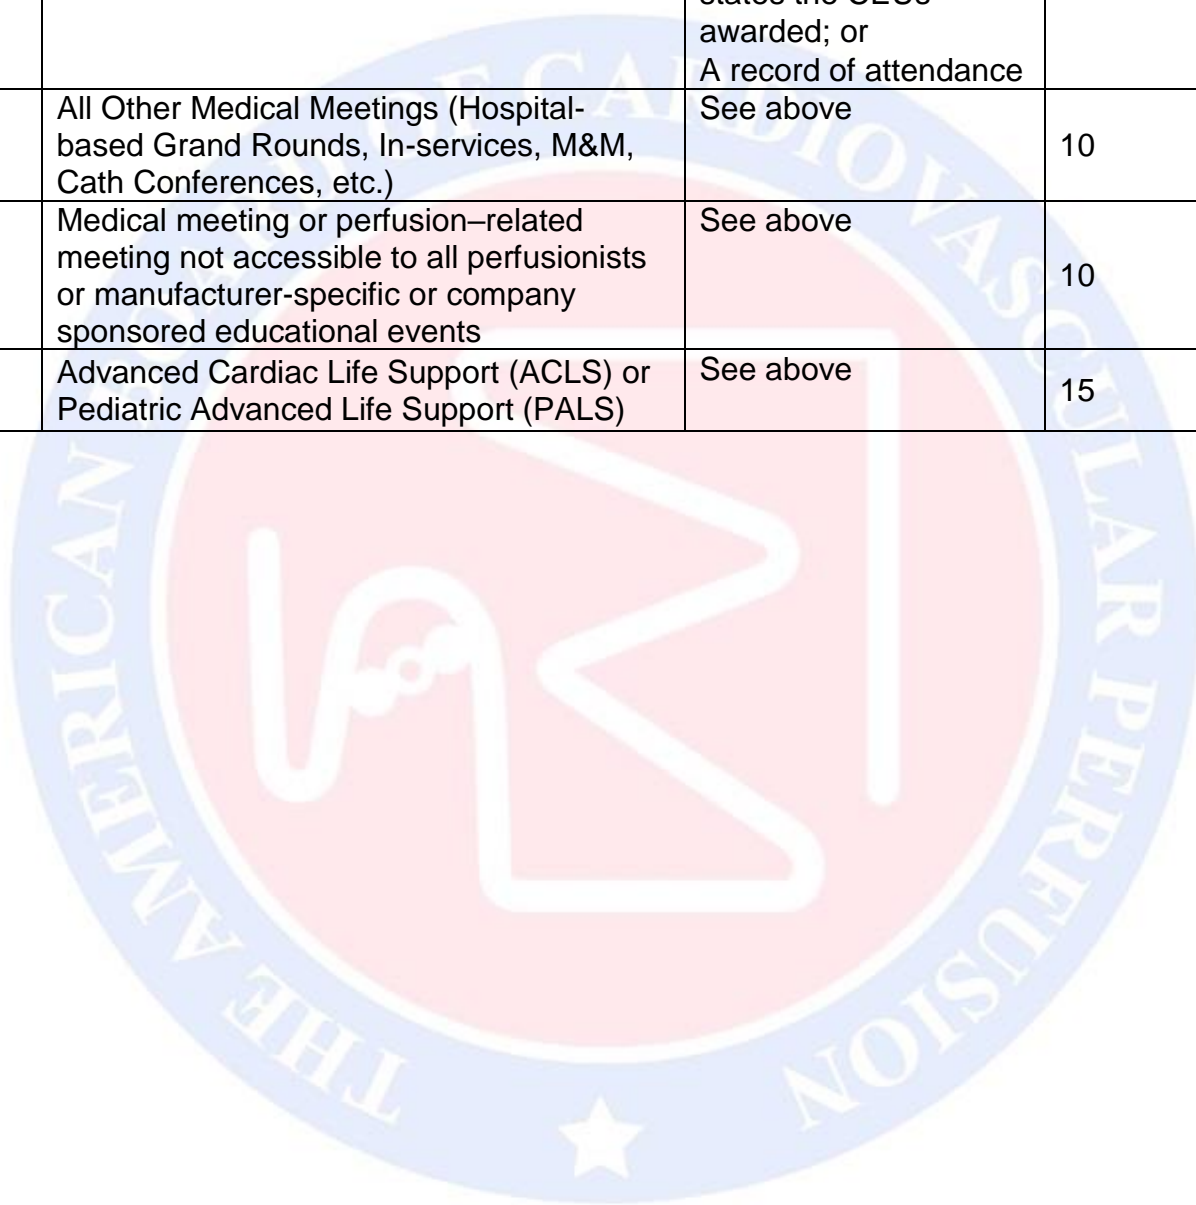 awarded; or
A record of attendance
All Other Medical Meetings (Hospital-
based Grand Rounds, In-services, M&M,
Cath Conferences, etc.)
See above
10
Medical meeting or perfusion–related
meeting not accessible to all perfusionists
or manufacturer-specific or company
sponsored educational events
See above
10
Advanced Cardiac Life Support (ACLS) or
Pediatric Advanced Life Support (PALS)
See above
15
THE AMERICAN BOARD OF CARDIOVASCULAR PERFUSION